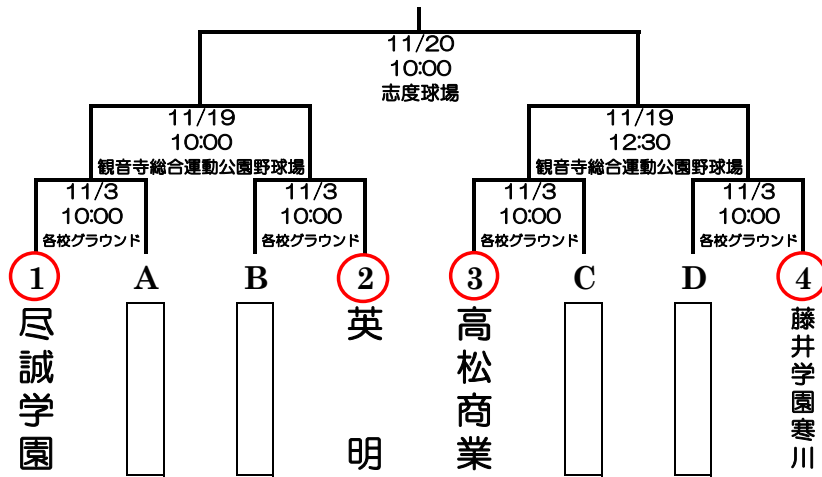 11/20
10:00
志度球場
11/19
10:00
観音寺総合運動公園野球場
11/19
12:30
観音寺総合運動公園野球場
11/3
10:00
各校グラウンド
11/3
10:00
各校グラウンド
11/3
10:00
各校グラウンド
11/3
10:00
各校グラウンド
1
A
B
2
3
C
D
4
尽誠学園
英明
高松商業
藤井学園寒川